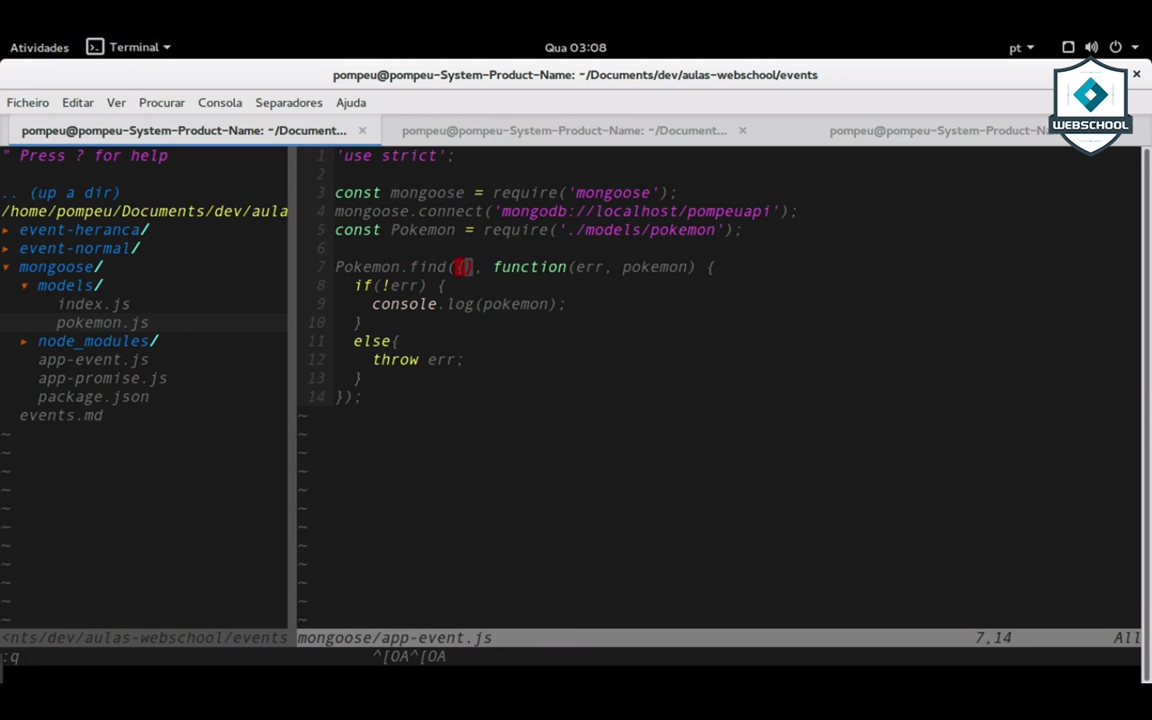 Atividades Terminal Qua 03:08 pt
pompeu@pompeu-System-Product-Name: ~/Documents/dev/aulas-webschool/events
Ficheiro Editar Ver Procurar Consola Separadores Ajuda
WEBSCHOOL
pompeu@pompeu-System-Product-Name: ~/Document... pompeu@pompeu-System-Product-Name: ~/Document... pompeu@pompeu-System-Product-Na
" Press ? for help
.. (up a dir)
/home/pompeu/Documents/dev/aula
▸ event-heranca/
▸ event-normal/
▾ mongoose/
▾ models/
index.js
pokemon.js
▸ node_modules/
app-event.js
app-promise.js
package.json
events.md
1 'use strict';
2
3 const mongoose = require('mongoose');
4 mongoose.connect('mongodb://localhost/pompeuapi');
5 const Pokemon = require('./models/pokemon');
6
7 Pokemon.find({}, function(err, pokemon) {
8 if(!err) {
9 console.log(pokemon);
10 }
11 else{
12 throw err;
13 }
14 });
<nts/dev/aulas-webschool/events mongoose/app-event.js 7,14 All
:q ^[OA^[OA